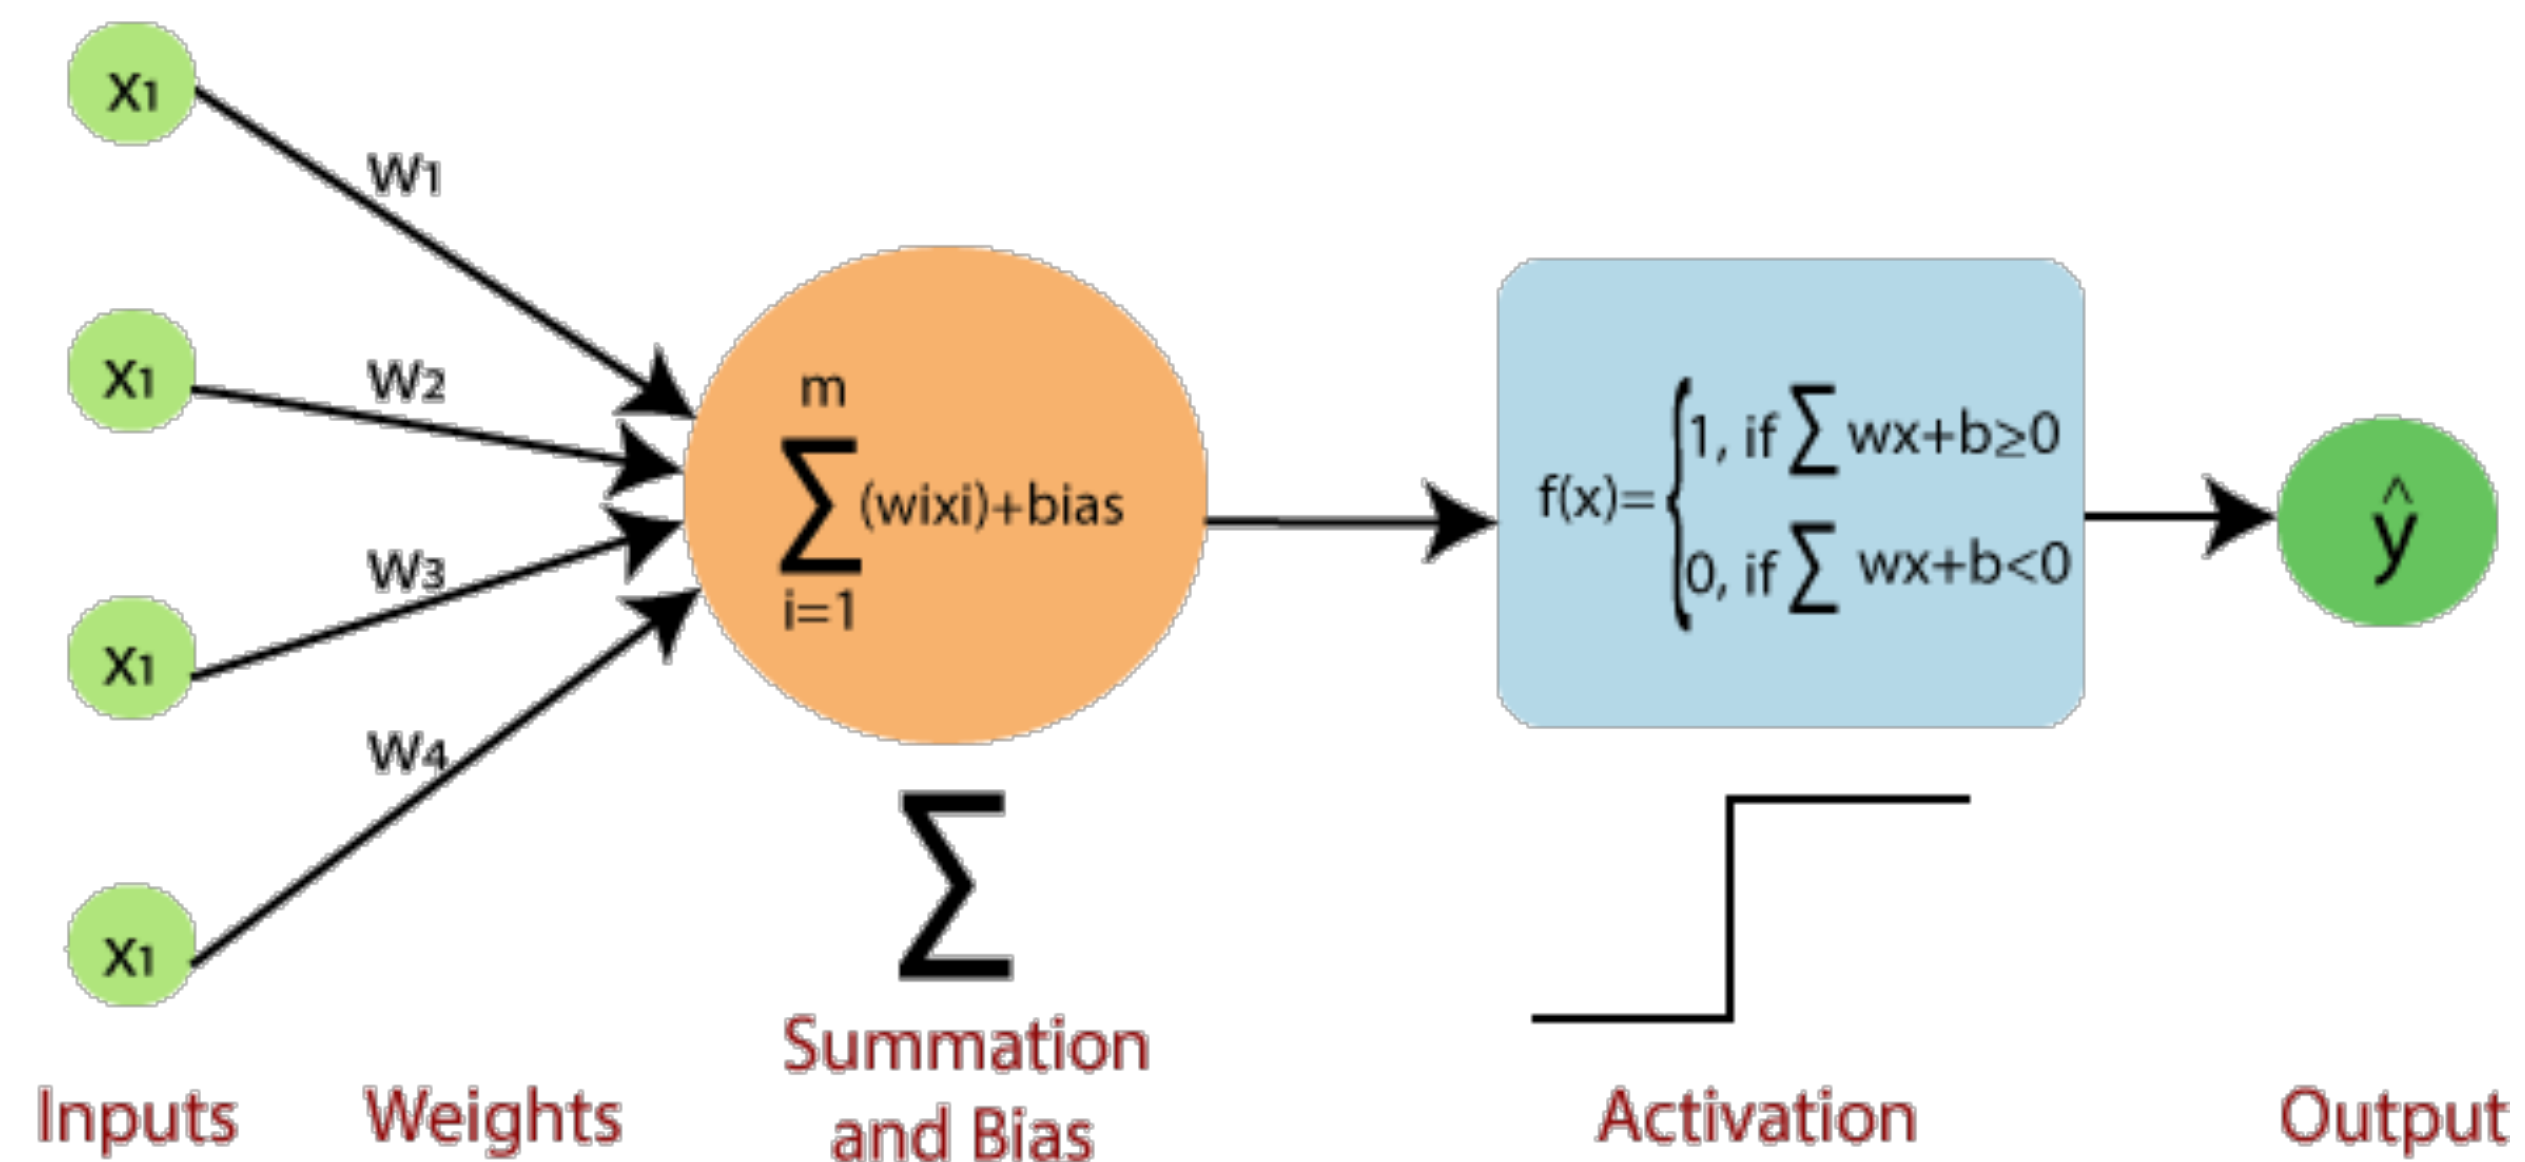 x1
w1
x1
w2
x1
w3
x1
w4
m
∑(wixi)+bias
i=1
f(x)={1, if ∑ wx+b≥0
0, if ∑ wx+b<0
ŷ
∑
Summation
and Bias
Inputs
Weights
Activation
Output